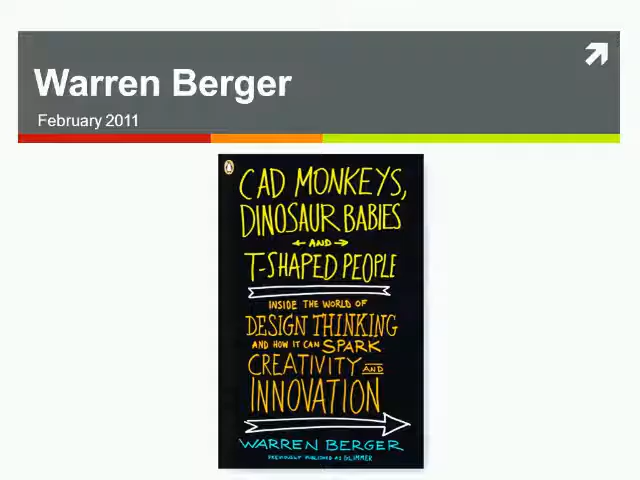 Warren Berger
February 2011
CAD MONKEYS,
DINOSAUR BABIES
AND
T-SHAPED PEOPLE
INSIDE THE WORLD OF
DESIGN THINKING
AND HOW IT CAN SPARK
CREATIVITY AND
INNOVATION
WARREN BERGER
PREVIOUSLY PUBLISHED AS GLIMMER